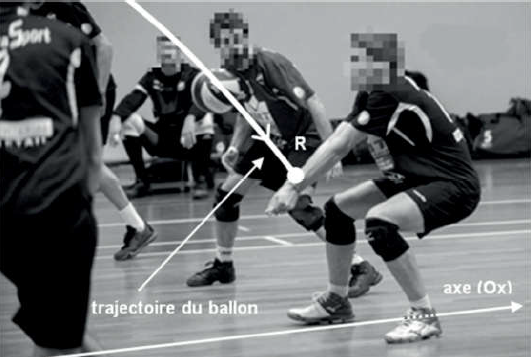 Sport
R
trajectoire du ballon
axe (Ox)